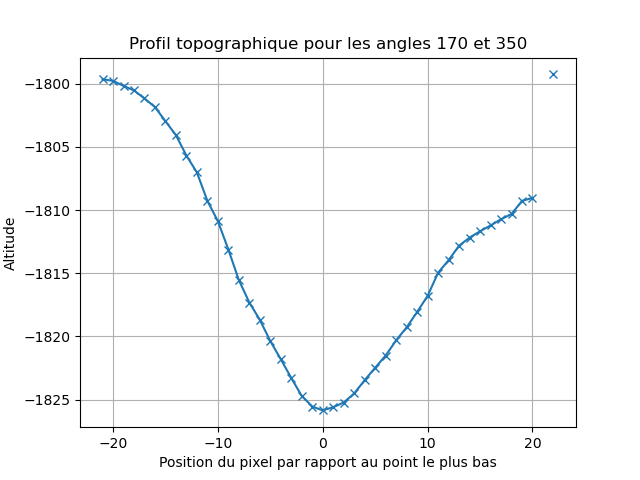 Profil topographique pour les angles 170 et 350
−1800
−1805
−1810
−1815
−1820
−1825
Altitude
−20 −10 0 10 20
Position du pixel par rapport au point le plus bas